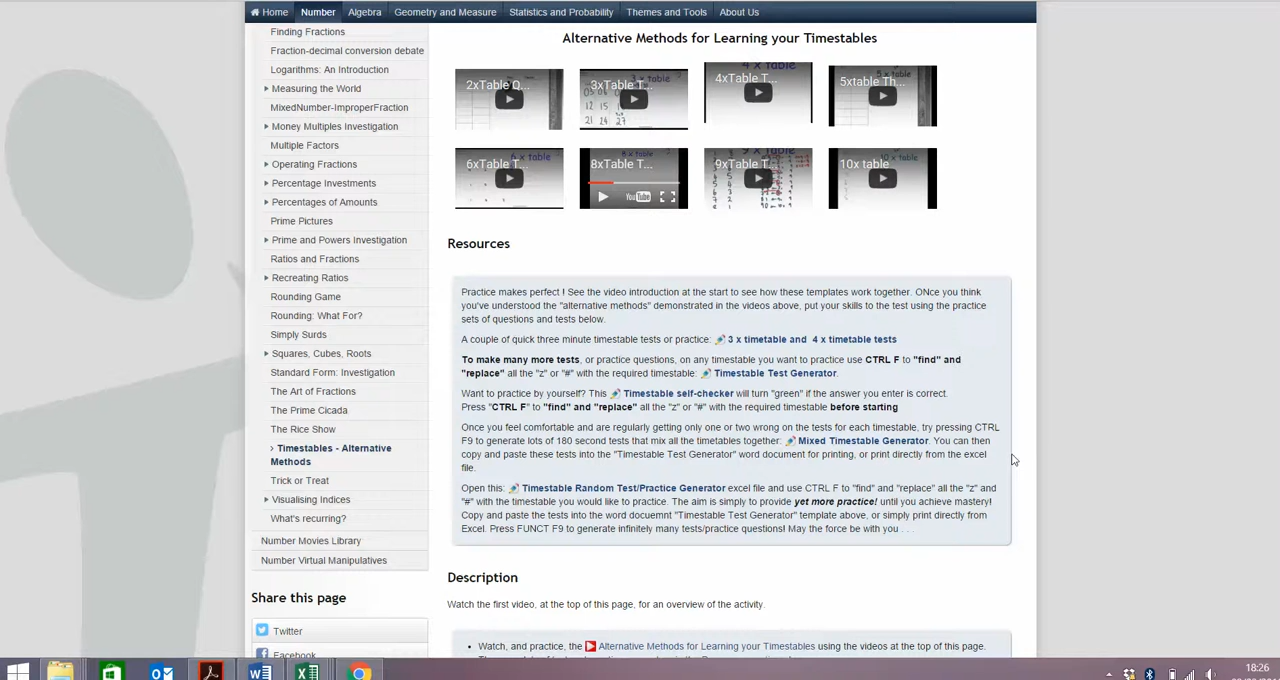 Home Number Algebra Geometry and Measure Statistics and Probability Themes and Tools About Us
Finding Fractions
Fraction-decimal conversion debate
Logarithms: An Introduction
Measuring the World
MixedNumber-ImproperFraction
Money Multiples Investigation
Multiple Factors
Operating Fractions
Percentage Investments
Percentages of Amounts
Prime Pictures
Prime and Powers Investigation
Ratios and Fractions
Recreating Ratios
Rounding Game
Rounding: What For?
Simply Surds
Squares, Cubes, Roots
Standard Form: Investigation
The Art of Fractions
The Prime Cicada
The Rice Show
Timestables - Alternative
Methods
Trick or Treat
Visualising Indices
What's recurring?
Number Movies Library
Number Virtual Manipulatives
Share this page
Twitter
Facebook
Alternative Methods for Learning your Timestables
2xTable Q... 3xTable T... 4xTable T... 5xtable Th...
6xTable T... 8xTable T... 9xTable T... 10x table
YouTube
Resources
Practice makes perfect ! See the video introduction at the start to see how these templates work together. ONce you think
you've understood the "alternative methods" demonstrated in the videos above, put your skills to the test using the practice
sets of questions and tests below.
A couple of quick three minute timestable tests or practice: 3 x timetable and 4 x timetable tests
To make many more tests, or practice questions, on any timestable you want to practice use CTRL F to "find" and
"replace" all the "z" or "#" with the required timestable: Timestable Test Generator.
Want to practice by yourself? This Timestable self-checker will turn "green" if the answer you enter is correct.
Press "CTRL F" to "find" and "replace" all the "z" or "#" with the required timestable before starting
Once you feel comfortable and are regularly getting only one or two wrong on the tests for each timestable, try pressing CTRL
F9 to generate lots of 180 second tests that mix all the timetables together: Mixed Timestable Generator. You can then
copy and paste these tests into the "Timestable Test Generator" word document for printing, or print directly from the excel
file.
Open this: Timestable Random Test/Practice Generator excel file and use CTRL F to "find" and "replace" all the "z" and
"#" with the timestable you would like to practice. The aim is simply to provide yet more practice! until you achieve mastery!
Copy and paste the tests into the word docuemnt "Timestable Test Generator" template above, or simply print directly from
Excel. Press FUNCT F9 to generate infinitely many tests/practice questions! May the force be with you . . .
Description
Watch the first video, at the top of this page, for an overview of the activity.
Watch, and practice, the Alternative Methods for Learning your Timestables using the videos at the top of this page.
18:26